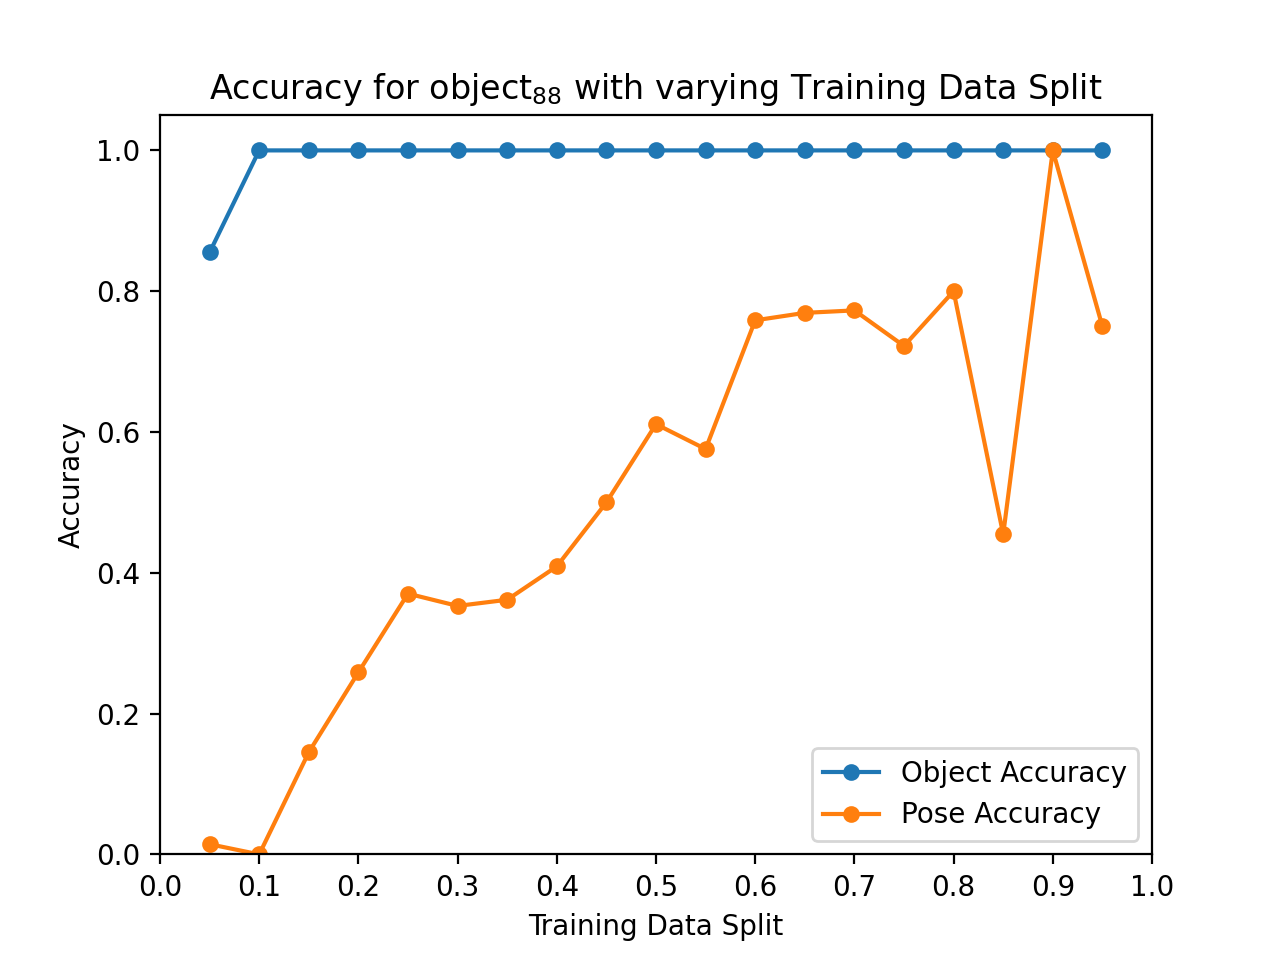 Accuracy for object₈₈ with varying Training Data Split
1.0
0.8
0.6
0.4
0.2
0.0
Accuracy
Object Accuracy
Pose Accuracy
0.0 0.1 0.2 0.3 0.4 0.5 0.6 0.7 0.8 0.9 1.0
Training Data Split